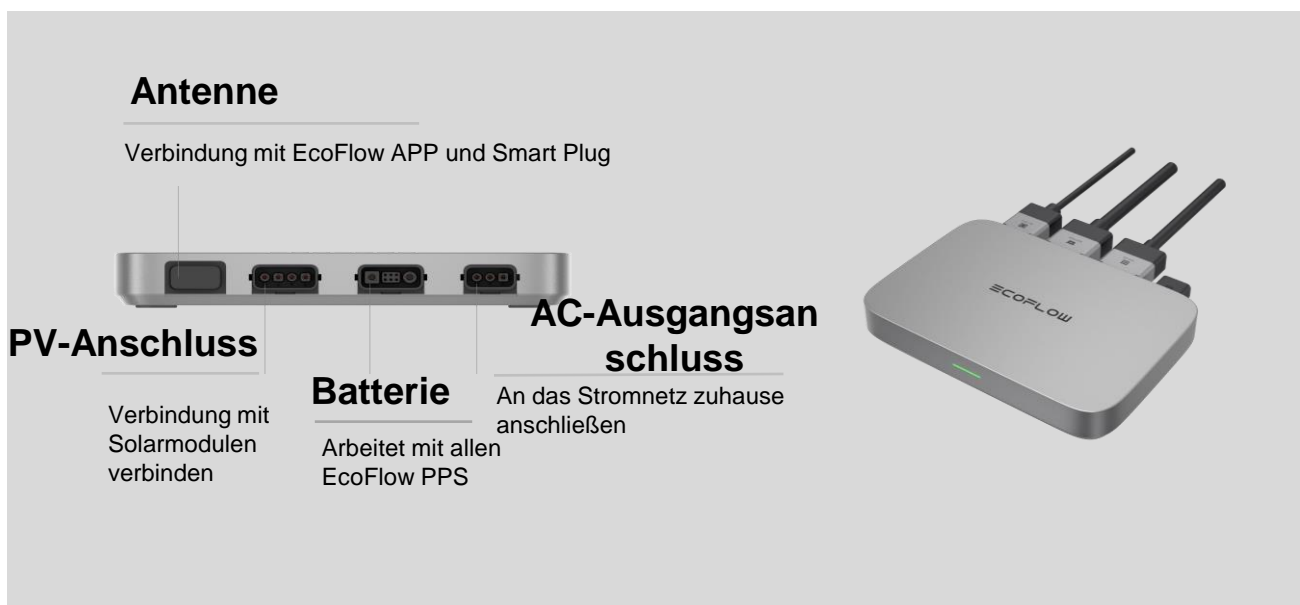 Antenne
Verbindung mit EcoFlow APP und Smart Plug
PV-Anschluss
Verbindung mit
Solarmodulen
verbinden
Batterie
Arbeitet mit allen
EcoFlow PPS
AC-Ausgangsan
schluss
An das Stromnetz zuhause
anschließen
ECOFLOW